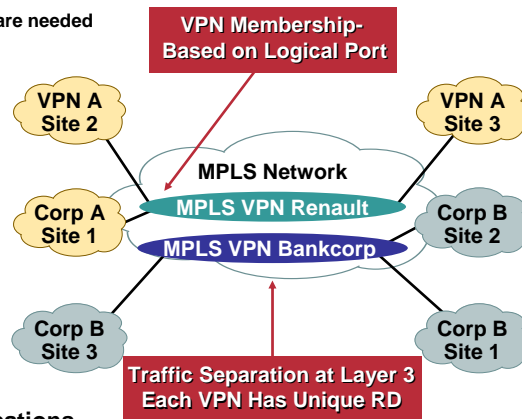 are needed
VPN Membership-
Based on Logical Port
VPN A
Site 2
VPN A
Site 3
MPLS Network
Corp A
Site 1
MPLS VPN Renault
Corp B
Site 2
MPLS VPN Bankcorp
Corp B
Site 3
Corp B
Site 1
Traffic Separation at Layer 3
Each VPN Has Unique RD